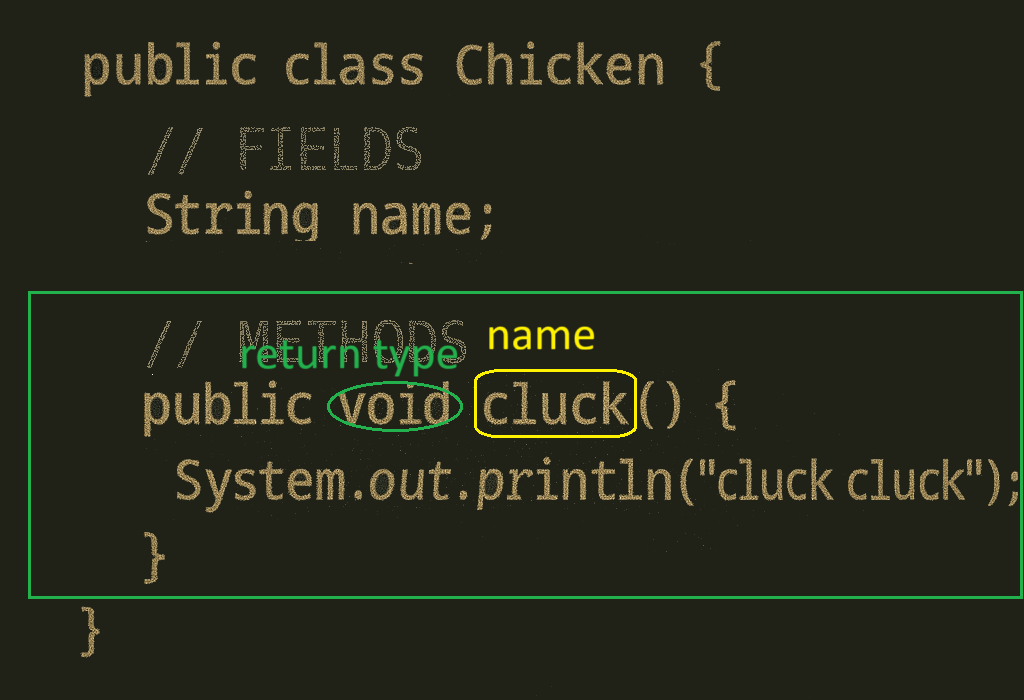 public class Chicken {
// FIELDS
String name;
// METHODS
name
return type
public void cluck() {
System.out.println("cluck cluck");
}
}